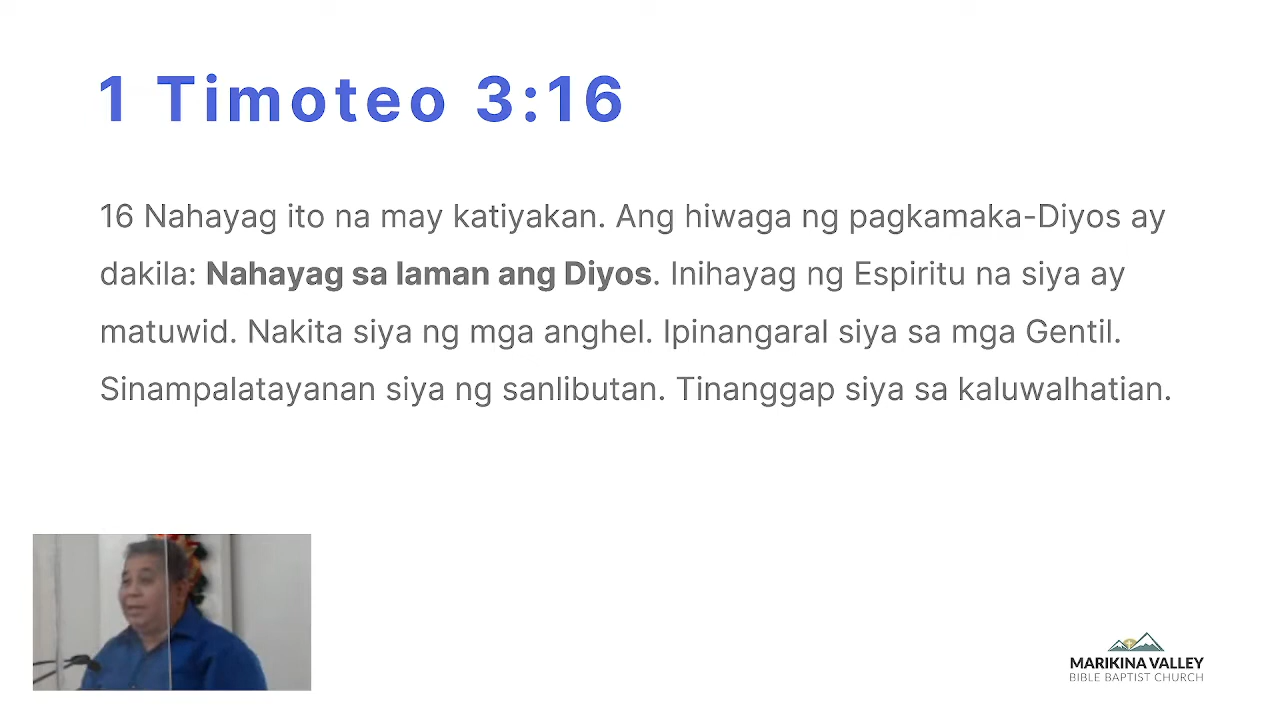 1 Timoteo 3:16
16 Nahayag ito na may katiyakan. Ang hiwaga ng pagkamaka-Diyos ay
dakila: Nahayag sa laman ang Diyos. Inihayag ng Espiritu na siya ay
matuwid. Nakita siya ng mga anghel. Ipinangaral siya sa mga Gentil.
Sinampalatayanan siya ng sanlibutan. Tinanggap siya sa kaluwalhatian.
MARIKINA VALLEY
BIBLE BAPTIST CHURCH